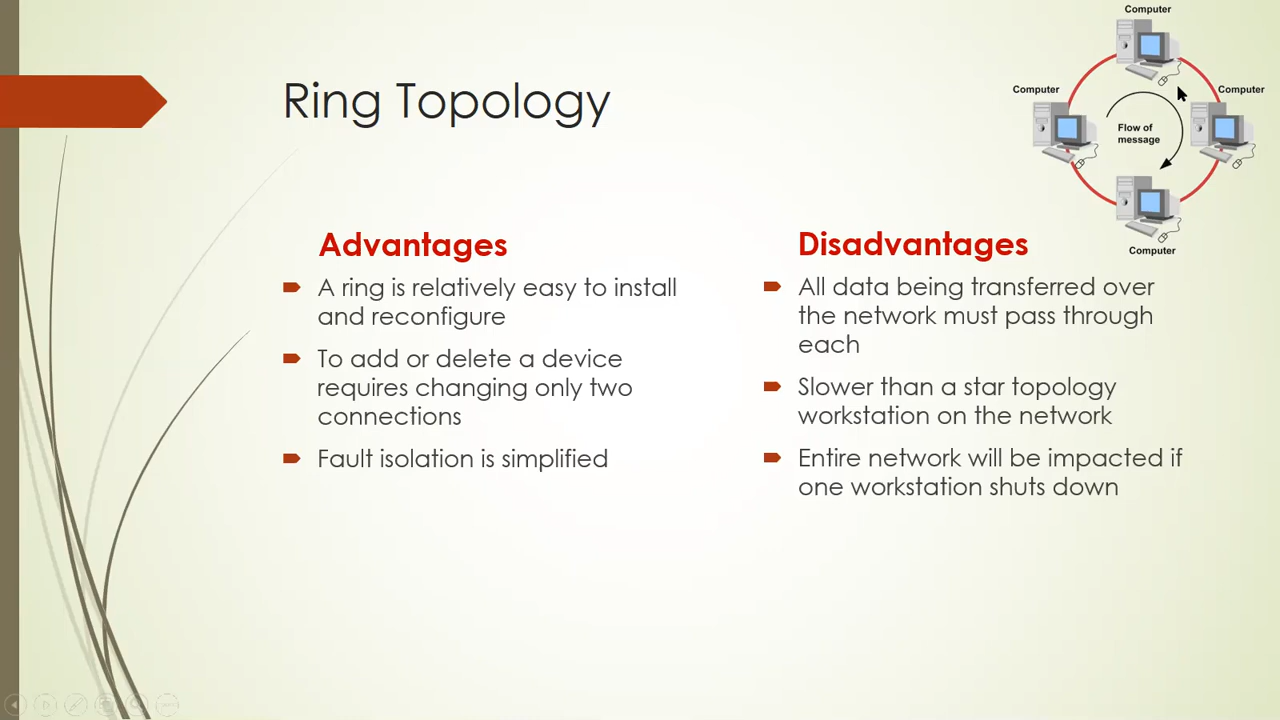 Computer
Computer
Computer
Flow of
message
Computer
Ring Topology
Advantages
A ring is relatively easy to install
and reconfigure
To add or delete a device
requires changing only two
connections
Fault isolation is simplified
Disadvantages
All data being transferred over
the network must pass through
each
Slower than a star topology
workstation on the network
Entire network will be impacted if
one workstation shuts down